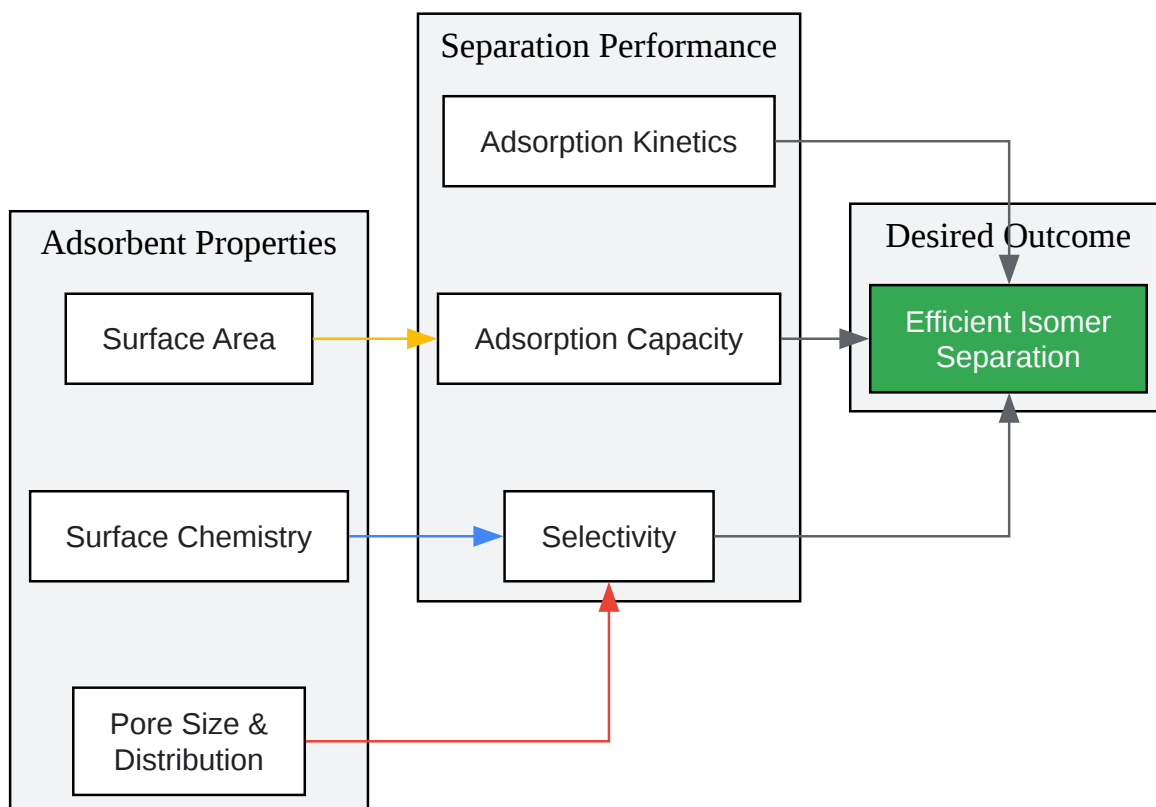 Separation Performance
Adsorption Kinetics
Adsorbent Properties
Desired Outcome
Surface Area
Adsorption Capacity
Efficient Isomer
Separation
Surface Chemistry
Selectivity
Pore Size &
Distribution